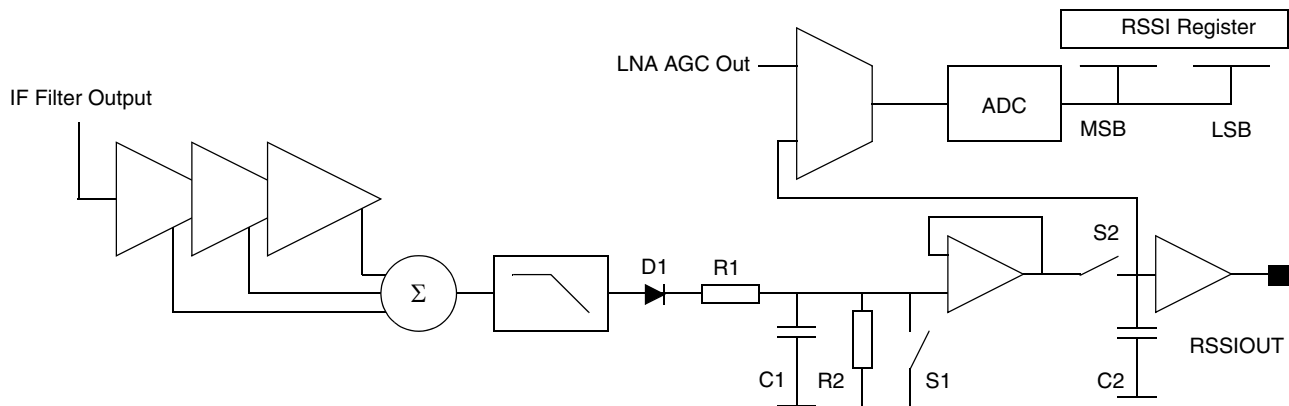 RSSI Register
LNA AGC Out
IF Filter Output
ADC
MSB
LSB
S2
D1
R1
Σ
RSSIOUT
C1
R2
S1
C2